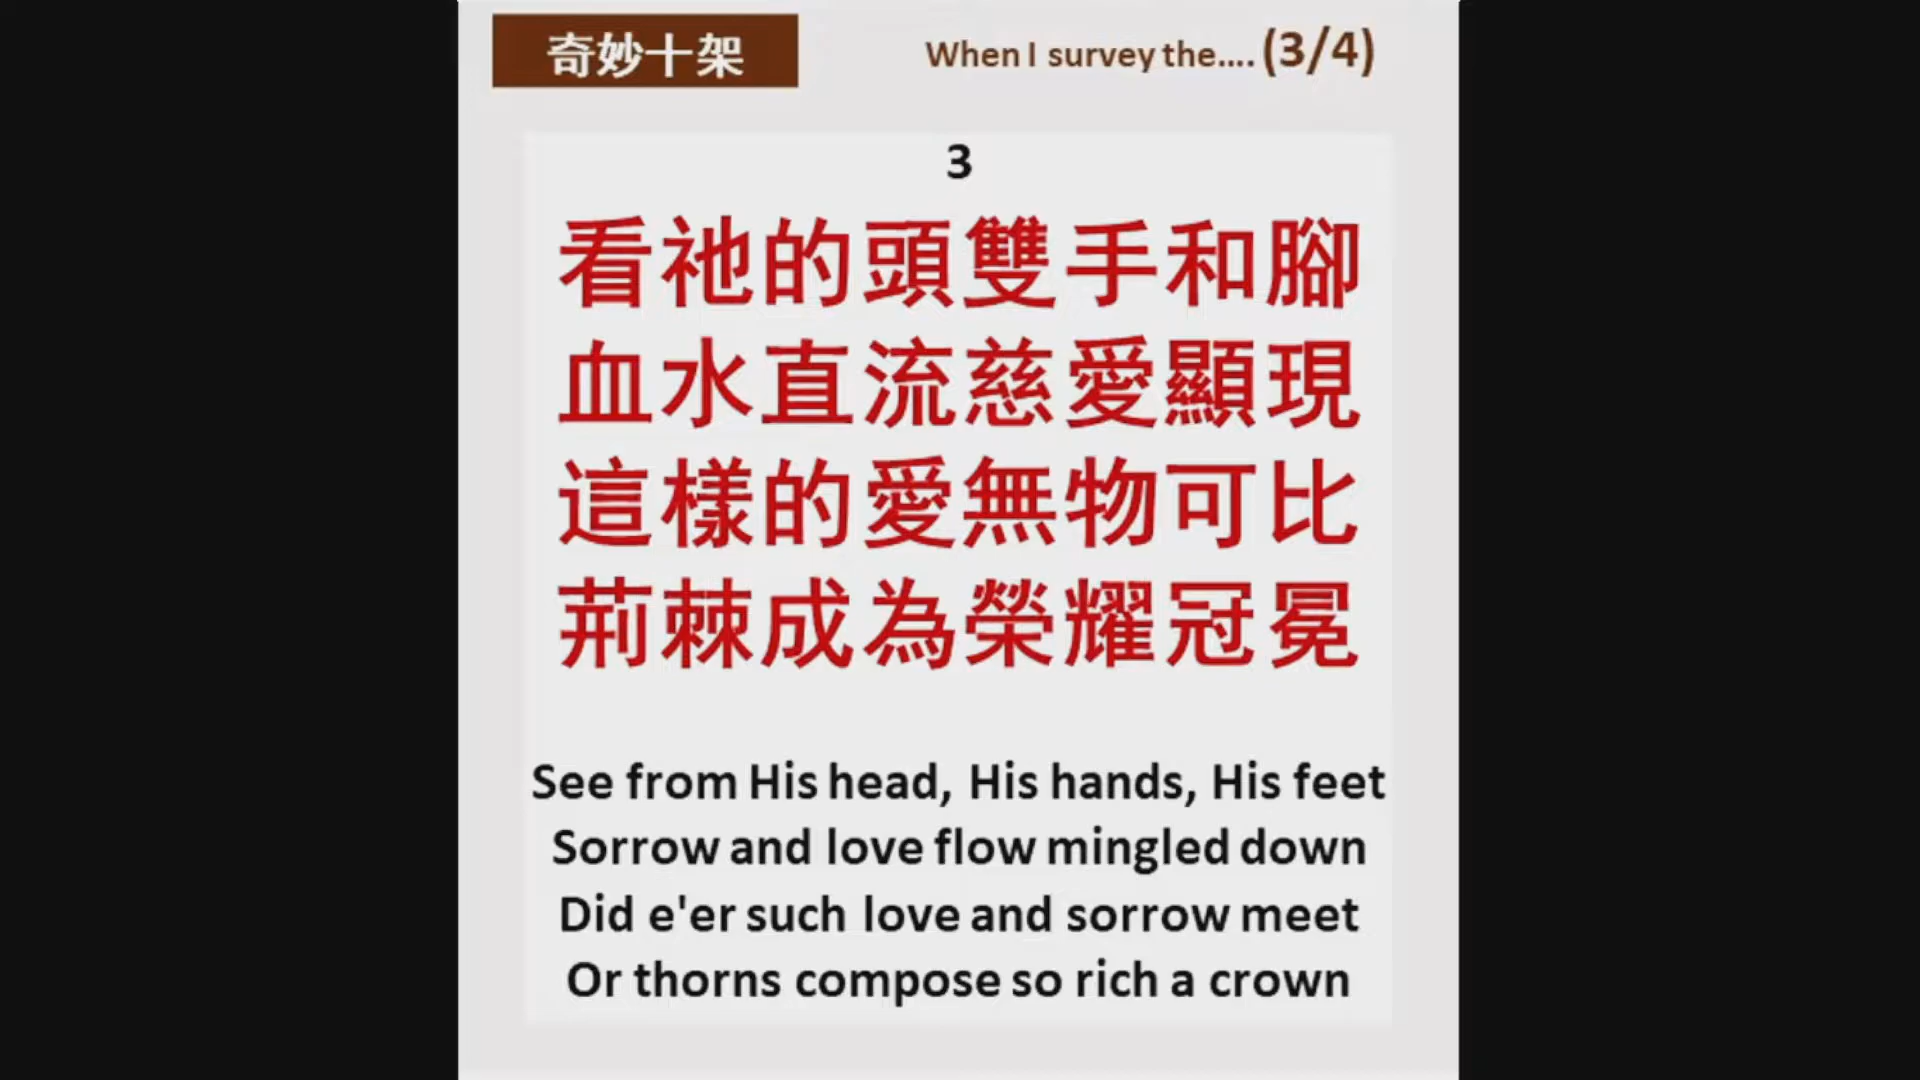 奇妙十架
When I survey the.... (3/4)
3
看祂的頭雙手和腳
血水直流慈愛顯現
這樣的愛無物可比
荊棘成為榮耀冠冕
See from His head, His hands, His feet
Sorrow and love flow mingled down
Did e'er such love and sorrow meet
Or thorns compose so rich a crown